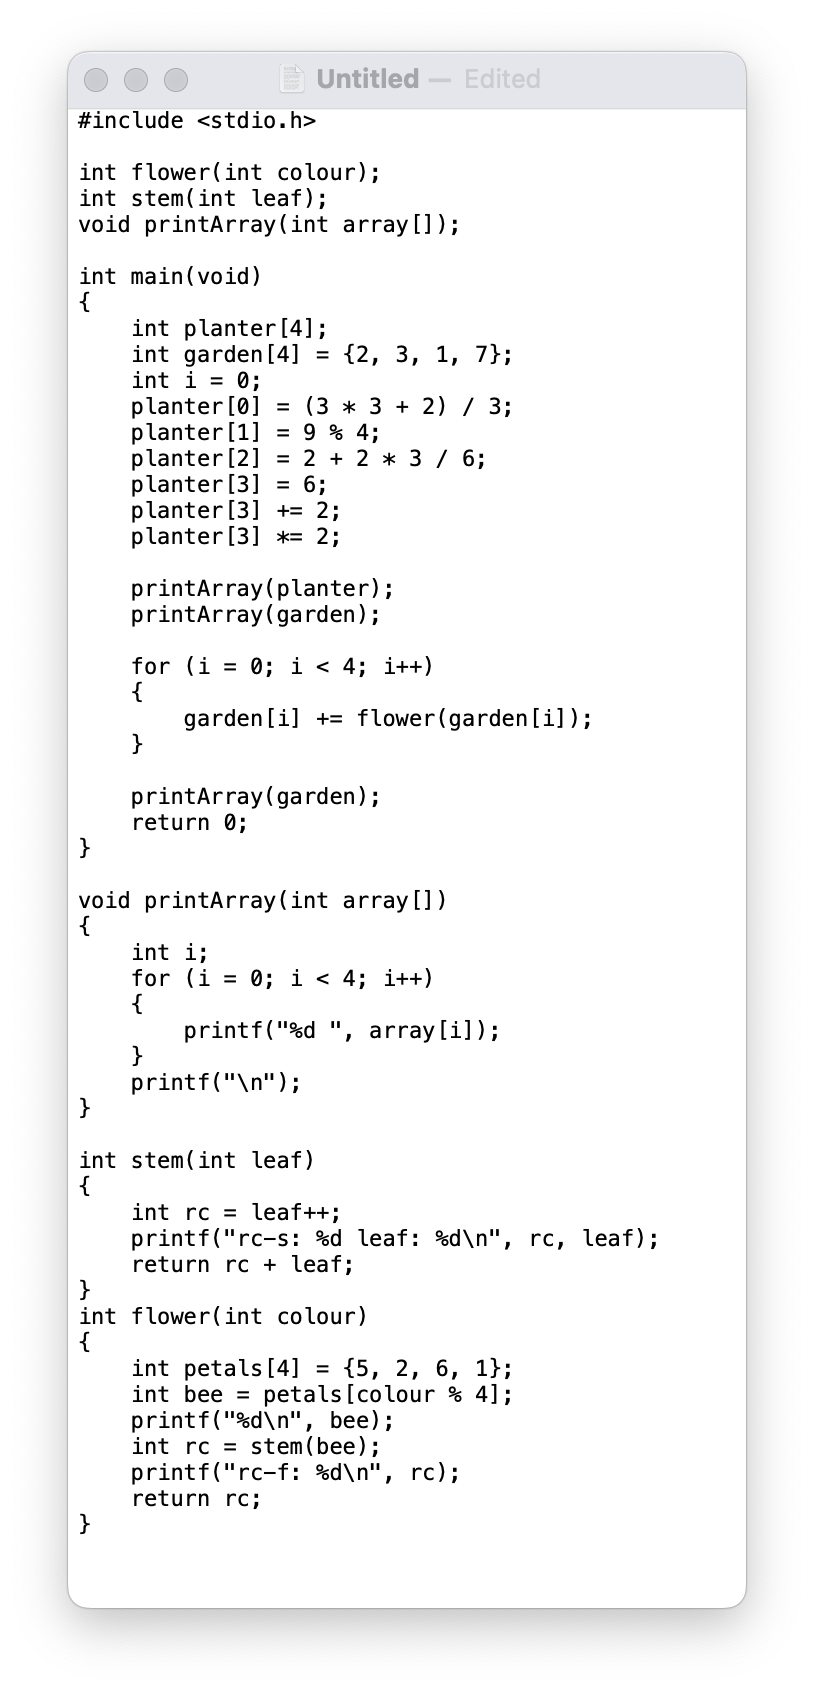 Untitled — Edited
#include <stdio.h>
int flower(int colour);
int stem(int leaf);
void printArray(int array[]);
int main(void)
{
    int planter[4];
    int garden[4] = {2, 3, 1, 7};
    int i = 0;
    planter[0] = (3 * 3 + 2) / 3;
    planter[1] = 9 % 4;
    planter[2] = 2 + 2 * 3 / 6;
    planter[3] = 6;
    planter[3] += 2;
    planter[3] *= 2;
    printArray(planter);
    printArray(garden);
    for (i = 0; i < 4; i++)
    {
        garden[i] += flower(garden[i]);
    }
    printArray(garden);
    return 0;
}
void printArray(int array[])
{
    int i;
    for (i = 0; i < 4; i++)
    {
        printf("%d ", array[i]);
    }
    printf("\n");
}
int stem(int leaf)
{
    int rc = leaf++;
    printf("rc-s: %d leaf: %d\n", rc, leaf);
    return rc + leaf;
}
int flower(int colour)
{
    int petals[4] = {5, 2, 6, 1};
    int bee = petals[colour % 4];
    printf("%d\n", bee);
    int rc = stem(bee);
    printf("rc-f: %d\n", rc);
    return rc;
}